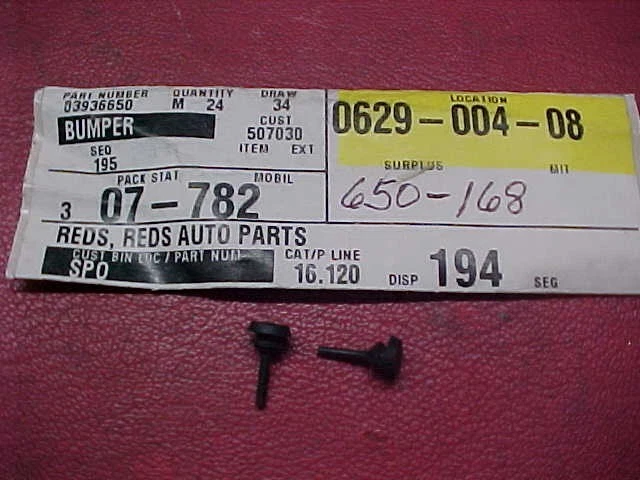 PART NUMBER QUANTITY DRAW
03936650 M 24 34
BUMPER CUST
507030
SEQ ITEM EXT
195
PACK STAT MOBIL
3 07-782
LOCATION
0629-004-08
SURPLUS MIT
650-168
REDS, REDS AUTO PARTS
CUST BIN LOC / PART NUM CAT/P LINE
SPO 16.120 DISP 194 SEG